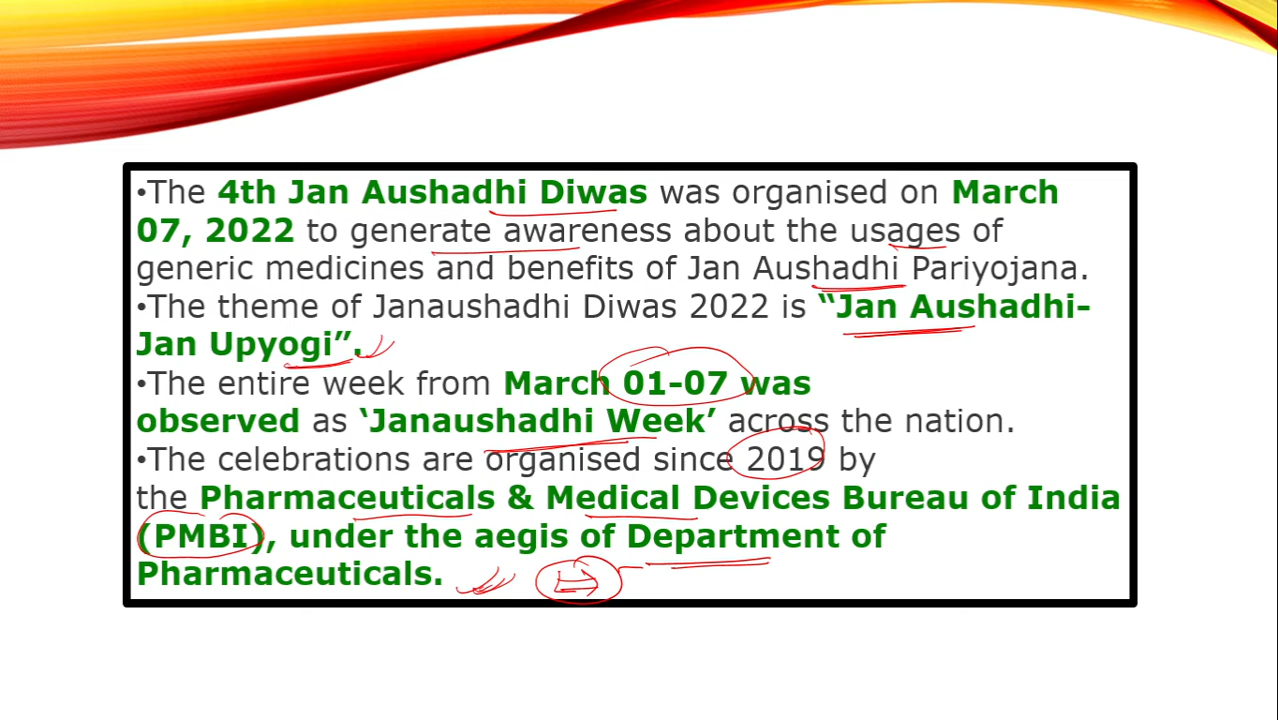 •The 4th Jan Aushadhi Diwas was organised on March
07, 2022 to generate awareness about the usages of
generic medicines and benefits of Jan Aushadhi Pariyojana.
•The theme of Janaushadhi Diwas 2022 is “Jan Aushadhi-
Jan Upyogi”.
•The entire week from March 01-07 was
observed as ‘Janaushadhi Week’ across the nation.
•The celebrations are organised since 2019 by
the Pharmaceuticals & Medical Devices Bureau of India
(PMBI), under the aegis of Department of
Pharmaceuticals.